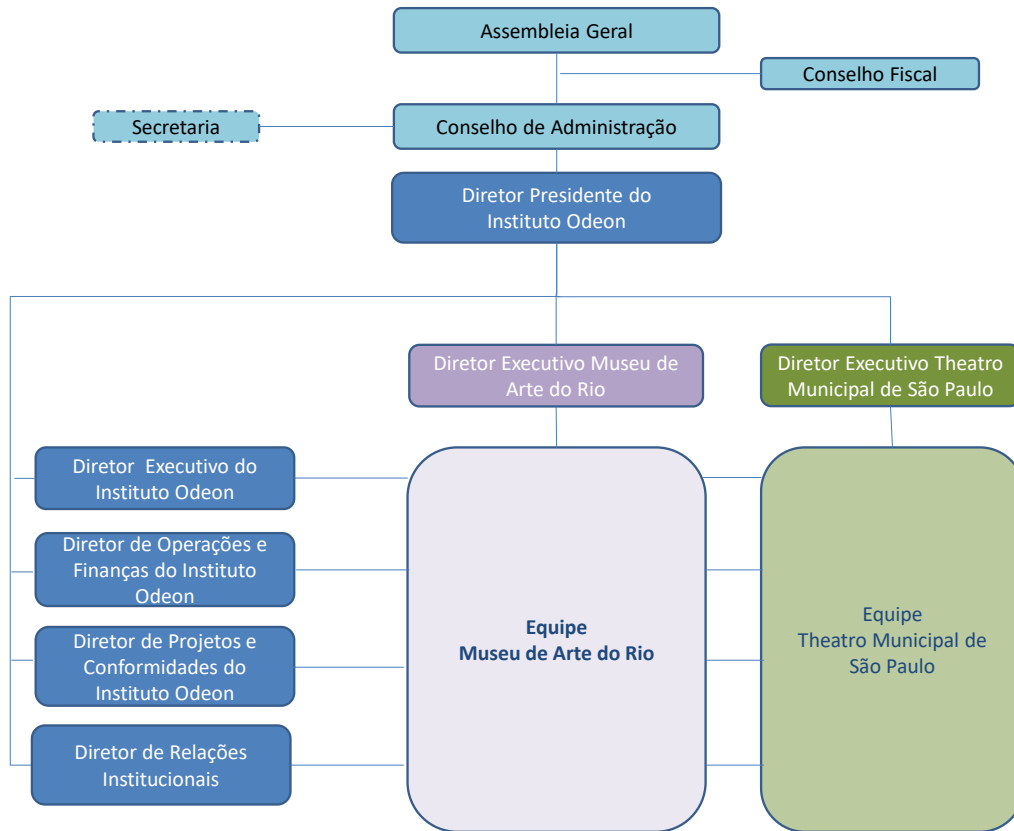 Assembleia Geral
Conselho Fiscal
Secretaria
Conselho de Administração
Diretor Presidente do
Instituto Odeon
Diretor Executivo Museu de
Arte do Rio
Diretor Executivo Theatro
Municipal de São Paulo
Diretor Executivo do
Instituto Odeon
Diretor de Operações e
Finanças do Instituto
Odeon
Diretor de Projetos e
Conformidades do
Instituto Odeon
Diretor de Relações
Institucionais
Equipe
Museu de Arte do Rio
Equipe
Theatro Municipal de
São Paulo